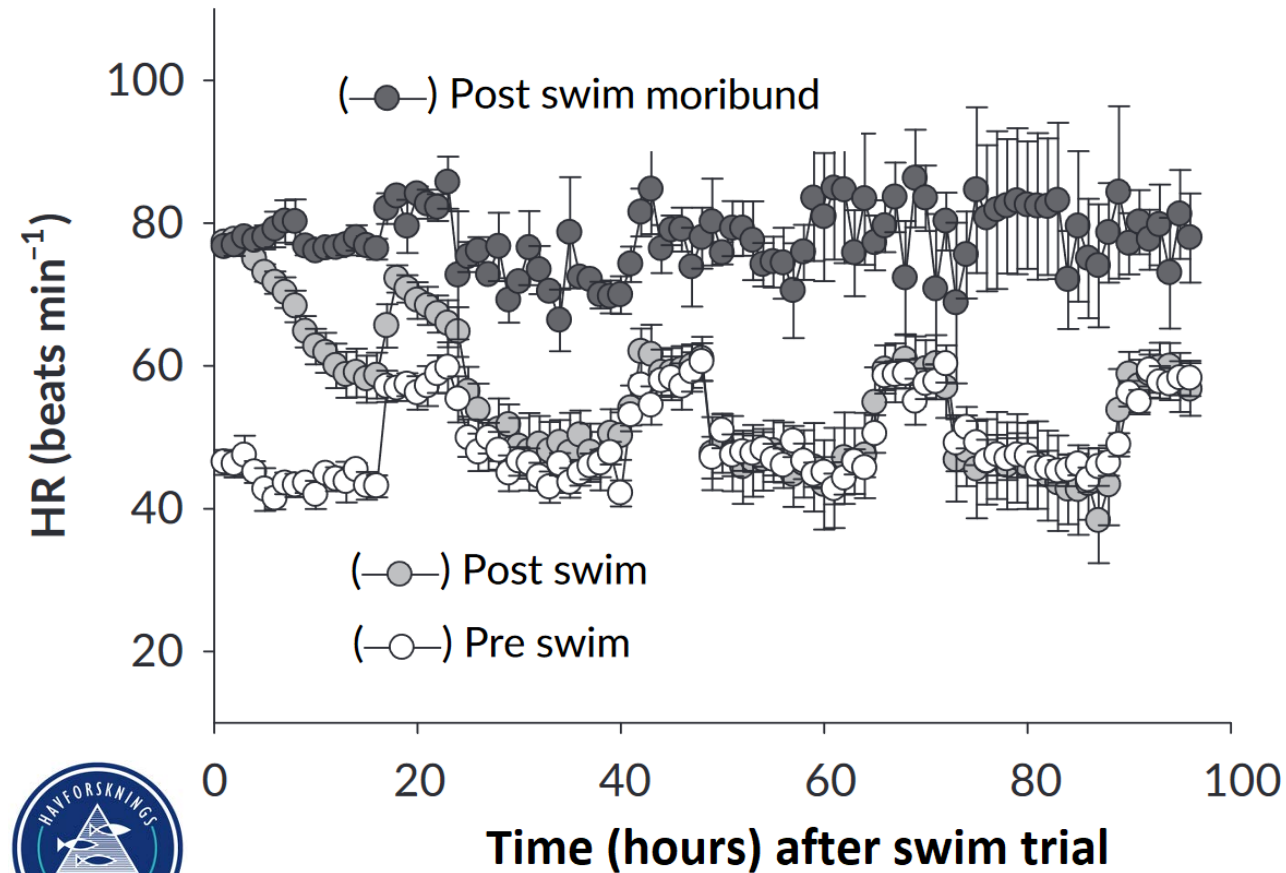 100
80
60
40
20
HR (beats min⁻¹)
(—●—) Post swim moribund
(—●—) Post swim
(—○—) Pre swim
0 20 40 60 80 100
Time (hours) after swim trial
HAVFORSKNINGS